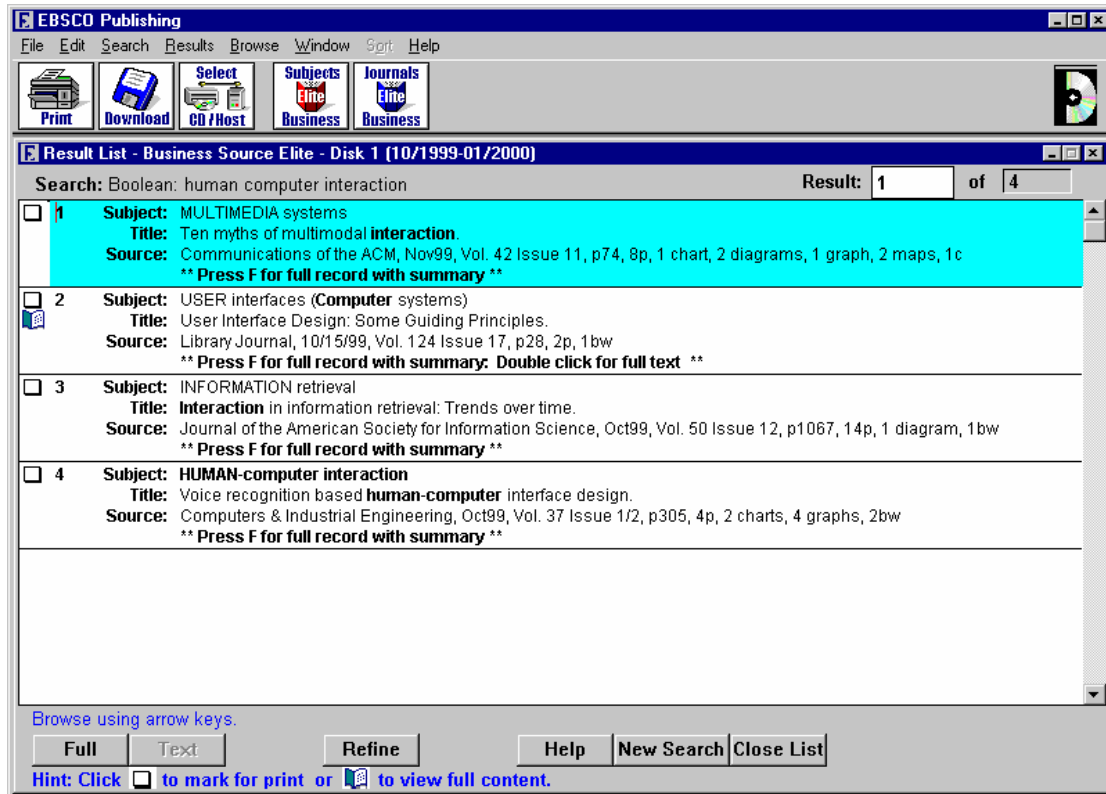 EBSCO Publishing
File Edit Search Results Browse Window Sort Help
Print Download Select CD/Host Subjects Elite Business Journals Elite Business
Result List - Business Source Elite - Disk 1 (10/1999-01/2000)
Search: Boolean: human computer interaction Result: 1 of 4
1 Subject: MULTIMEDIA systems
Title: Ten myths of multimodal interaction.
Source: Communications of the ACM, Nov99, Vol. 42 Issue 11, p74, 8p, 1 chart, 2 diagrams, 1 graph, 2 maps, 1c
** Press F for full record with summary **
2 Subject: USER interfaces (Computer systems)
Title: User Interface Design: Some Guiding Principles.
Source: Library Journal, 10/15/99, Vol. 124 Issue 17, p28, 2p, 1bw
** Press F for full record with summary: Double click for full text **
3 Subject: INFORMATION retrieval
Title: Interaction in information retrieval: Trends over time.
Source: Journal of the American Society for Information Science, Oct99, Vol. 50 Issue 12, p1067, 14p, 1 diagram, 1bw
** Press F for full record with summary **
4 Subject: HUMAN-computer interaction
Title: Voice recognition based human-computer interface design.
Source: Computers & Industrial Engineering, Oct99, Vol. 37 Issue 1/2, p305, 4p, 2 charts, 4 graphs, 2bw
** Press F for full record with summary **
Browse using arrow keys.
Full Text Refine Help New Search Close List
Hint: Click to mark for print or to view full content.